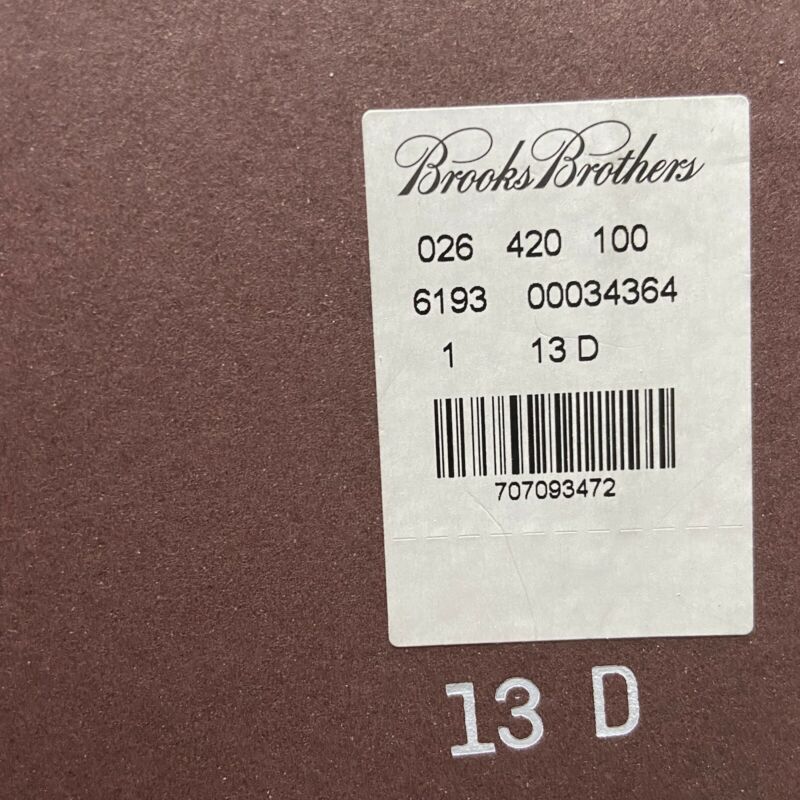 Brooks Brothers
026 420 100
6193 00034364
1 13 D
707093472
13 D